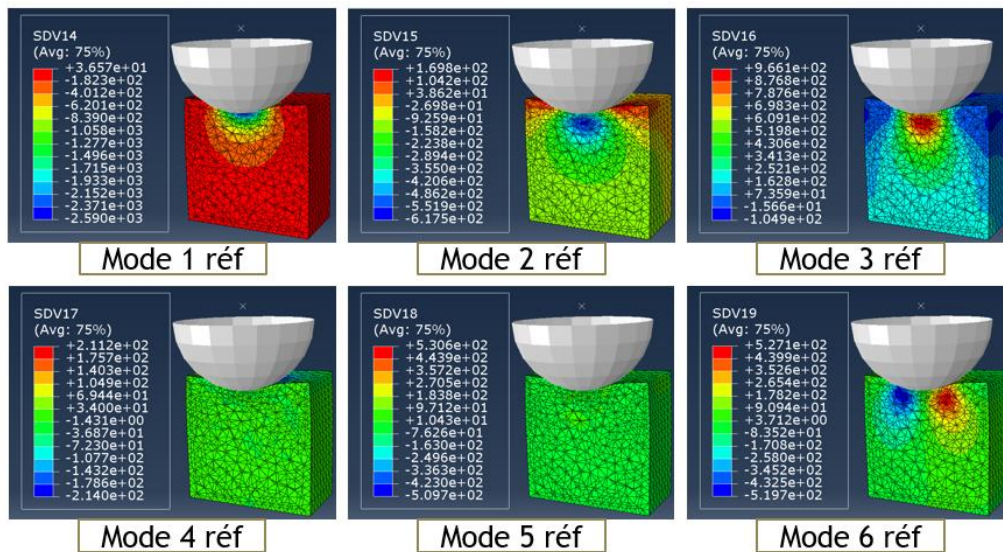 SDV14
(Avg: 75%)
+3.657e+01
-1.823e+02
-4.012e+02
-6.201e+02
-8.390e+02
-1.058e+03
-1.277e+03
-1.496e+03
-1.715e+03
-1.933e+03
-2.152e+03
-2.371e+03
-2.590e+03
Mode 1 réf
SDV15
(Avg: 75%)
+1.698e+02
+1.042e+02
+3.862e+01
-2.698e+01
-9.259e+01
-1.582e+02
-2.238e+02
-2.894e+02
-3.550e+02
-4.206e+02
-4.862e+02
-5.519e+02
-6.175e+02
Mode 2 réf
SDV16
(Avg: 75%)
+9.661e+02
+8.768e+02
+7.876e+02
+6.983e+02
+6.091e+02
+5.198e+02
+4.306e+02
+3.413e+02
+2.521e+02
+1.628e+02
+7.359e+01
-1.566e+01
-1.049e+02
Mode 3 réf
SDV17
(Avg: 75%)
+2.112e+02
+1.757e+02
+1.403e+02
+1.049e+02
+6.944e+01
+3.400e+01
-1.431e+00
-3.687e+01
-7.230e+01
-1.077e+02
-1.432e+02
-1.786e+02
-2.140e+02
Mode 4 réf
SDV18
(Avg: 75%)
+5.306e+02
+4.439e+02
+3.572e+02
+2.705e+02
+1.838e+02
+9.712e+01
+1.043e+01
-7.626e+01
-1.630e+02
-2.496e+02
-3.363e+02
-4.230e+02
-5.097e+02
Mode 5 réf
SDV19
(Avg: 75%)
+5.271e+02
+4.399e+02
+3.526e+02
+2.654e+02
+1.782e+02
+9.094e+01
+3.712e+00
-8.352e+01
-1.708e+02
-2.580e+02
-3.452e+02
-4.325e+02
-5.197e+02
Mode 6 réf